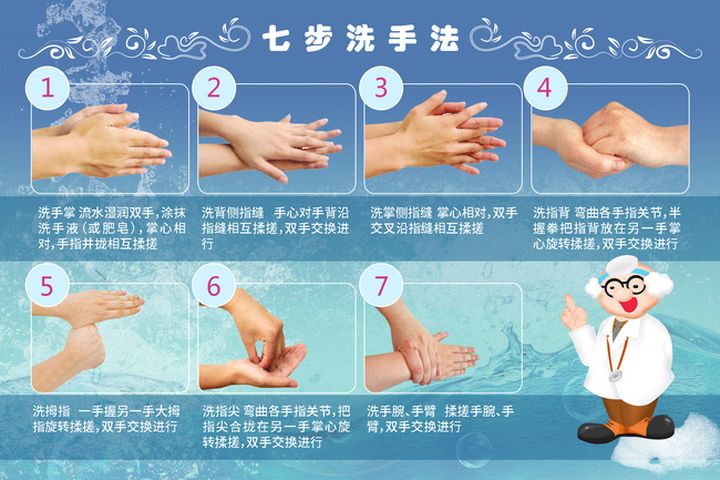 七步洗手法
1
洗手掌 流水湿润双手,涂抹
洗手液(或肥皂),掌心相
对,手指并拢相互揉搓
2
洗背侧指缝 手心对手背沿
指缝相互揉搓,双手交换进
行
3
洗掌侧指缝 掌心相对,双手
交叉沿指缝相互揉搓
4
洗指背 弯曲各手指关节,半
握拳把指背放在另一手掌
心旋转揉搓,双手交换进行
5
洗拇指 一手握另一手大拇
指旋转揉搓,双手交换进行
6
洗指尖 弯曲各手指关节,把
指尖合拢在另一手掌心旋
转揉搓,双手交换进行
7
洗手腕、手臂 揉搓手腕、手
臂,双手交换进行